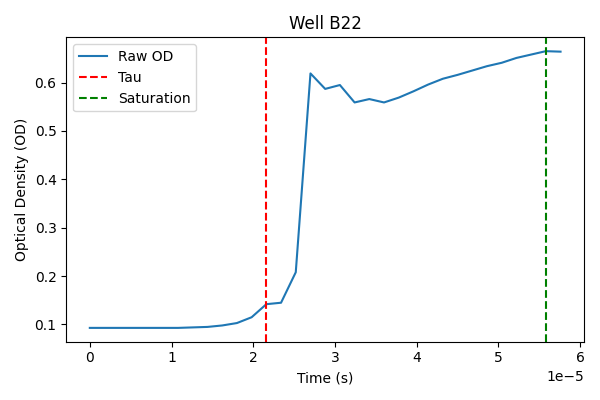 Well B22
Raw OD
Tau
Saturation
Optical Density (OD)
0.6
0.5
0.4
0.3
0.2
0.1
0 1 2 3 4 5 6
1e−5
Time (s)